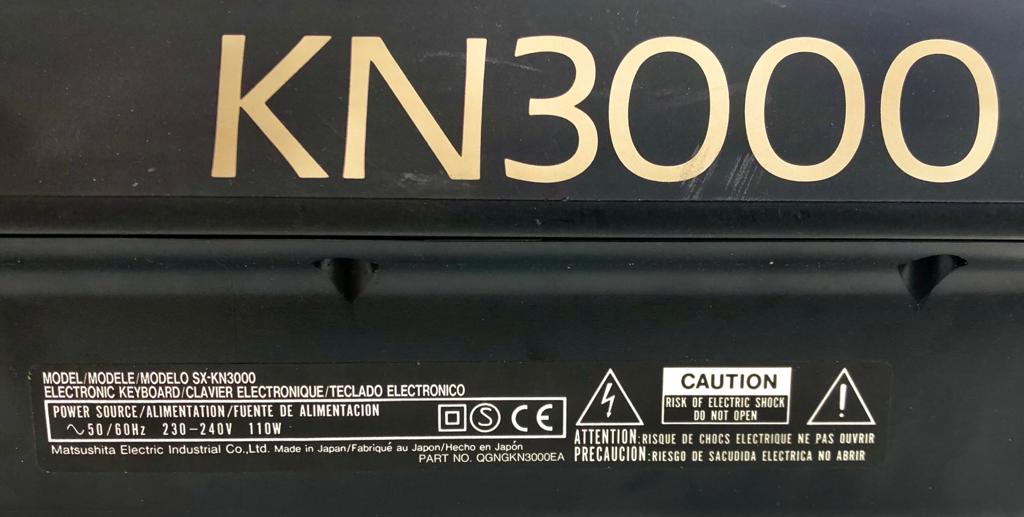 KN3000
MODEL/MODELE/MODELO SX-KN3000
ELECTRONIC KEYBOARD/CLAVIER ELECTRONIQUE/TECLADO ELECTRONICO
POWER SOURCE/ALIMENTATION/FUENTE DE ALIMENTACION
∿50/60Hz 230-240V 110W
S CE
Matsushita Electric Industrial Co.,Ltd. Made in Japan/Fabriqué au Japon/Hecho en Japón
PART NO. QGNGKN3000EA
CAUTION
RISK OF ELECTRIC SHOCK
DO NOT OPEN
!
ATTENTION:RISQUE DE CHOCS ELECTRIQUE NE PAS OUVRIR
PRECAUCION:RIESGO DE SACUDIDA ELECTRICA NO ABRIR